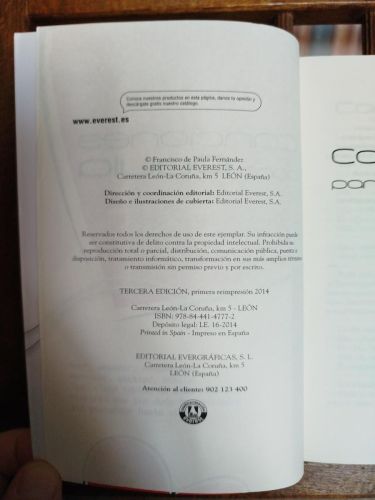 Conoce nuestros productos en esta página, danos tu opinión y
descárgate gratis nuestro catálogo.
www.everest.es
© Francisco de Paula Fernández
© EDITORIAL EVEREST, S. A.,
Carretera León-La Coruña, km 5 LEÓN (España)
Dirección y coordinación editorial: Editorial Everest, S.A.
Diseño e ilustraciones de cubierta: Editorial Everest, S.A.
Reservados todos los derechos de uso de este ejemplar. Su infracción puede
ser constitutiva de delito contra la propiedad intelectual. Prohibida su
reproducción total o parcial, distribución, comunicación pública, puesta a
disposición, tratamiento informático, transformación en sus más amplios términos
o transmisión sin permiso previo y por escrito.
TERCERA EDICIÓN, primera reimpresión 2014
Carretera León-La Coruña, km 5 - LEÓN
ISBN: 978-84-441-4777-2
Depósito legal: LE. 16-2014
Printed in Spain - Impreso en España
EDITORIAL EVERGRÁFICAS, S. L.
Carretera León-La Coruña, km 5
LEÓN (España)
Atención al cliente: 902 123 400
Co
par